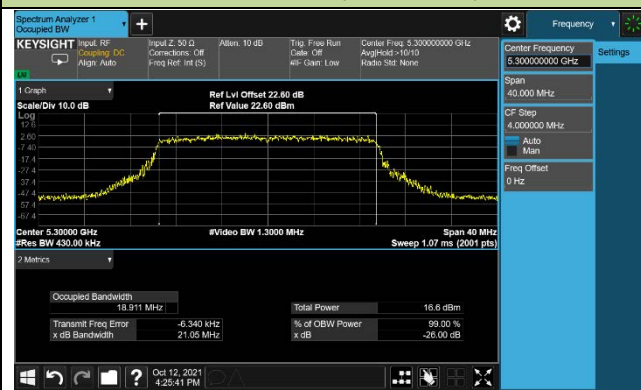 Spectrum Analyzer 1
Occupied BW
+
Frequency
KEYSIGHT
Input: RF
Coupling: DC
Align: Auto
Input Z: 50 Ω
Corrections: Off
Freq Ref: Int (S)
Atten: 10 dB
Trig: Free Run
Gate: Off
#IF Gain: Low
Center Freq: 5.300000000 GHz
Avg|Hold:>10/10
Radio Std: None
Center Frequency
5.300000000 GHz
Settings
Span
40.000 MHz
CF Step
4.000000 MHz
Auto
Man
Freq Offset
0 Hz
1 Graph
Scale/Div 10.0 dB
Ref Lvl Offset 22.60 dB
Ref Value 22.60 dBm
Log
12.6
2.60
-7.40
-17.4
-27.4
-37.4
-47.4
-57.4
-67.4
Center 5.30000 GHz
#Res BW 430.00 kHz
#Video BW 1.3000 MHz
Span 40 MHz
Sweep 1.07 ms (2001 pts)
2 Metrics
Occupied Bandwidth
18.911 MHz
Total Power
16.6 dBm
Transmit Freq Error
-6.340 kHz
% of OBW Power
99.00 %
x dB Bandwidth
21.05 MHz
x dB
-26.00 dB
?
Oct 12, 2021
4:25:41 PM